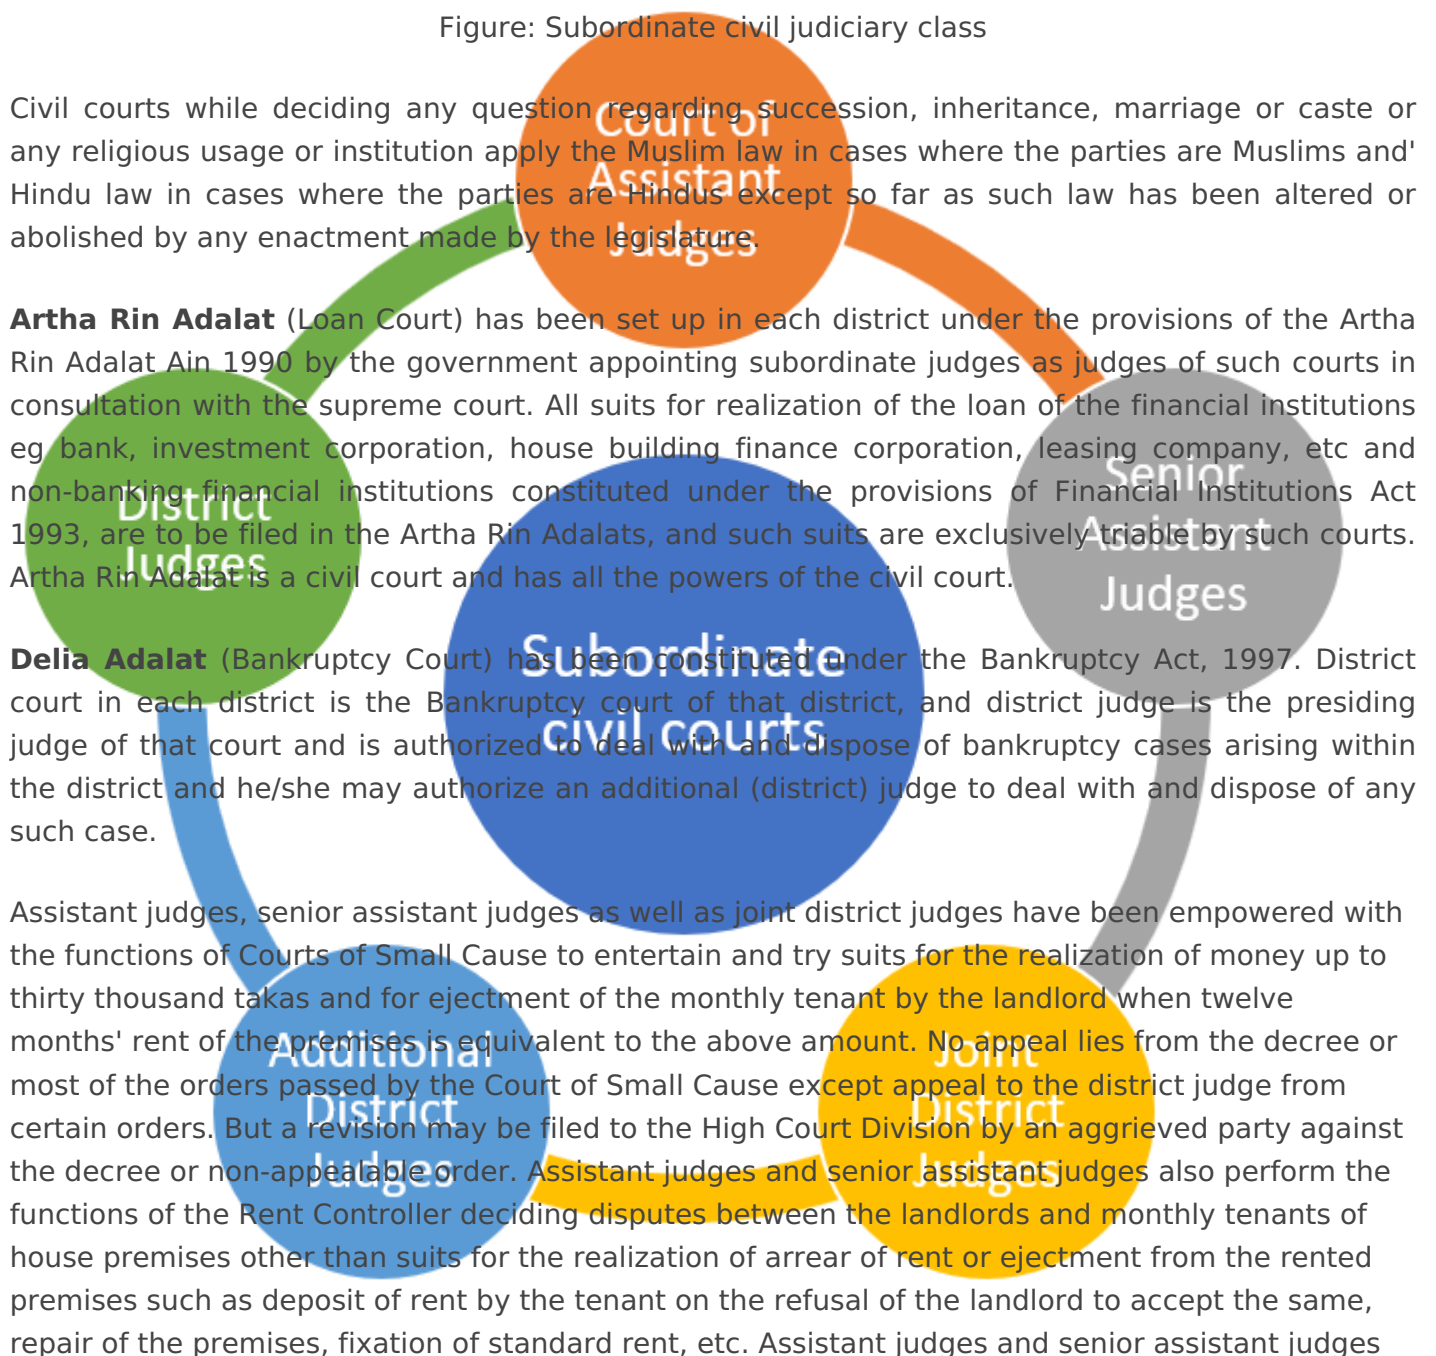 Figure: Subordinate civil judiciary class
Civil courts while deciding any question regarding succession, inheritance, marriage or caste or
any religious usage or institution apply the Muslim law in cases where the parties are Muslims and'
Hindu law in cases where the parties are Hindus except so far as such law has been altered or
abolished by any enactment made by the legislature.
Artha Rin Adalat (Loan Court) has been set up in each district under the provisions of the Artha
Rin Adalat Ain 1990 by the government appointing subordinate judges as judges of such courts in
consultation with the supreme court. All suits for realization of the loan of the financial institutions
eg bank, investment corporation, house building finance corporation, leasing company, etc and
non-banking financial institutions constituted under the provisions of Financial Institutions Act
1993, are to be filed in the Artha Rin Adalats, and such suits are exclusively triable by such courts.
Artha Rin Adalat is a civil court and has all the powers of the civil court.
Delia Adalat (Bankruptcy Court) has been constituted under the Bankruptcy Act, 1997. District
court in each district is the Bankruptcy court of that district, and district judge is the presiding
judge of that court and is authorized to deal with and dispose of bankruptcy cases arising within
the district and he/she may authorize an additional (district) judge to deal with and dispose of any
such case.
Assistant judges, senior assistant judges as well as joint district judges have been empowered with
the functions of Courts of Small Cause to entertain and try suits for the realization of money up to
thirty thousand takas and for ejectment of the monthly tenant by the landlord when twelve
months' rent of the premises is equivalent to the above amount. No appeal lies from the decree or
most of the orders passed by the Court of Small Cause except appeal to the district judge from
certain orders. But a revision may be filed to the High Court Division by an aggrieved party against
the decree or non-appealable order. Assistant judges and senior assistant judges also perform the
functions of the Rent Controller deciding disputes between the landlords and monthly tenants of
house premises other than suits for the realization of arrear of rent or ejectment from the rented
premises such as deposit of rent by the tenant on the refusal of the landlord to accept the same,
repair of the premises, fixation of standard rent, etc. Assistant judges and senior assistant judges
Court of
Assistant
Judges
Senior
Assistant
Judges
Joint
District
Judges
Additional
District
Judges
District
Judges
Subordinate
civil courts